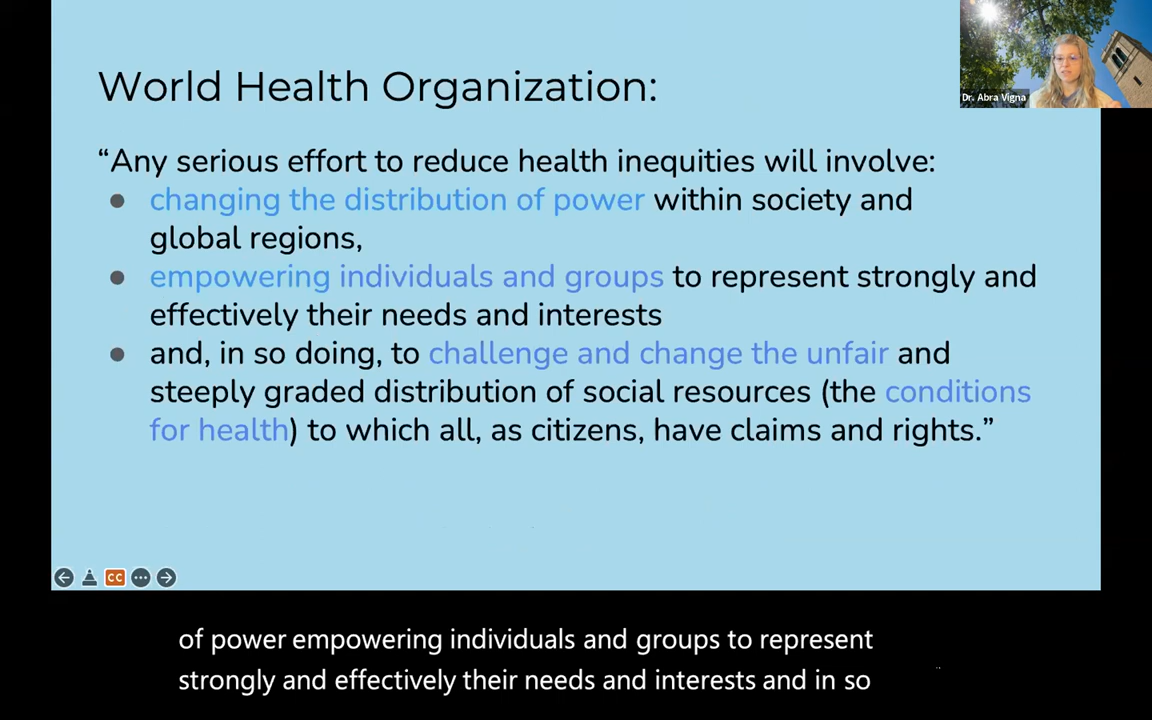 World Health Organization:
Dr. Abra Vigna
“Any serious effort to reduce health inequities will involve:
● changing the distribution of power within society and
global regions,
● empowering individuals and groups to represent strongly and
effectively their needs and interests
● and, in so doing, to challenge and change the unfair and
steeply graded distribution of social resources (the conditions
for health) to which all, as citizens, have claims and rights.”
CC
of power empowering individuals and groups to represent
strongly and effectively their needs and interests and in so